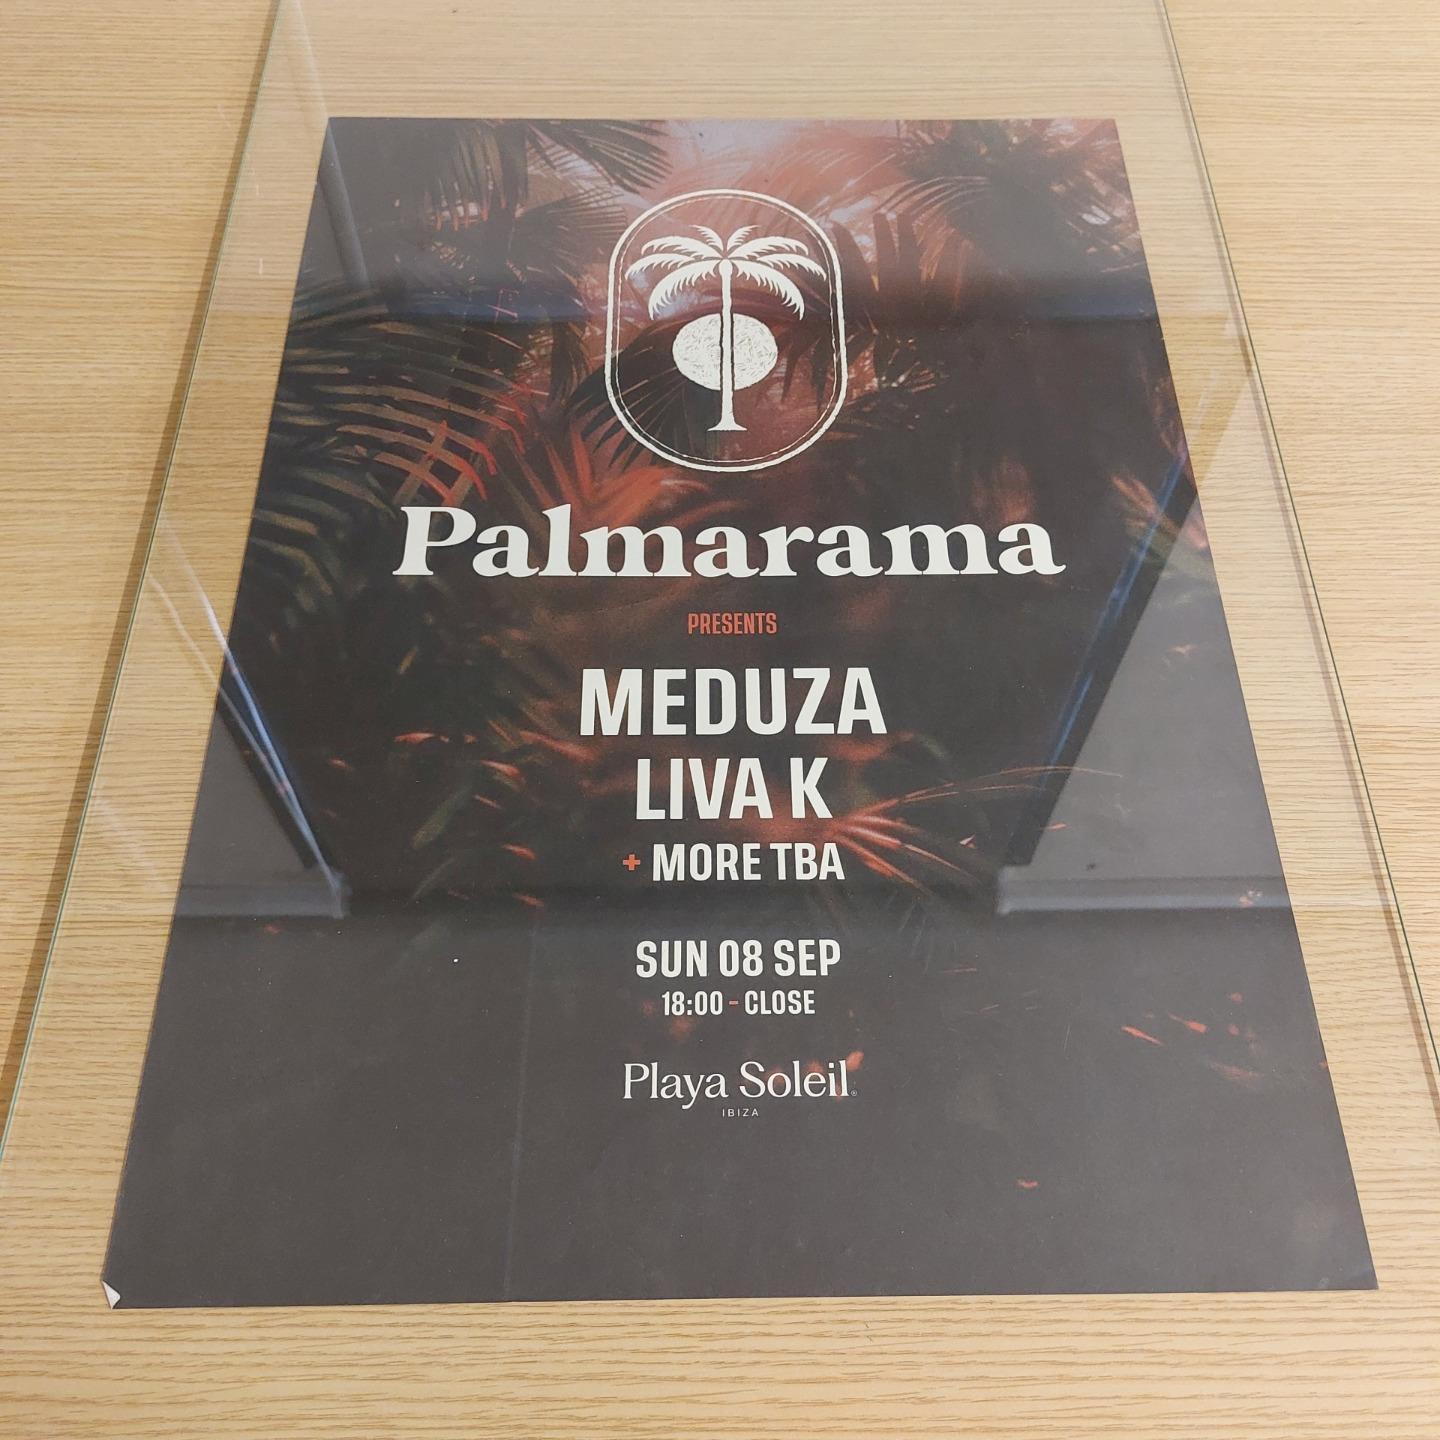 Palmarama
PRESENTS
MEDUZA
LIVA K
+ MORE TBA
SUN 08 SEP
18:00 - CLOSE
Playa Soleil®
IBIZA